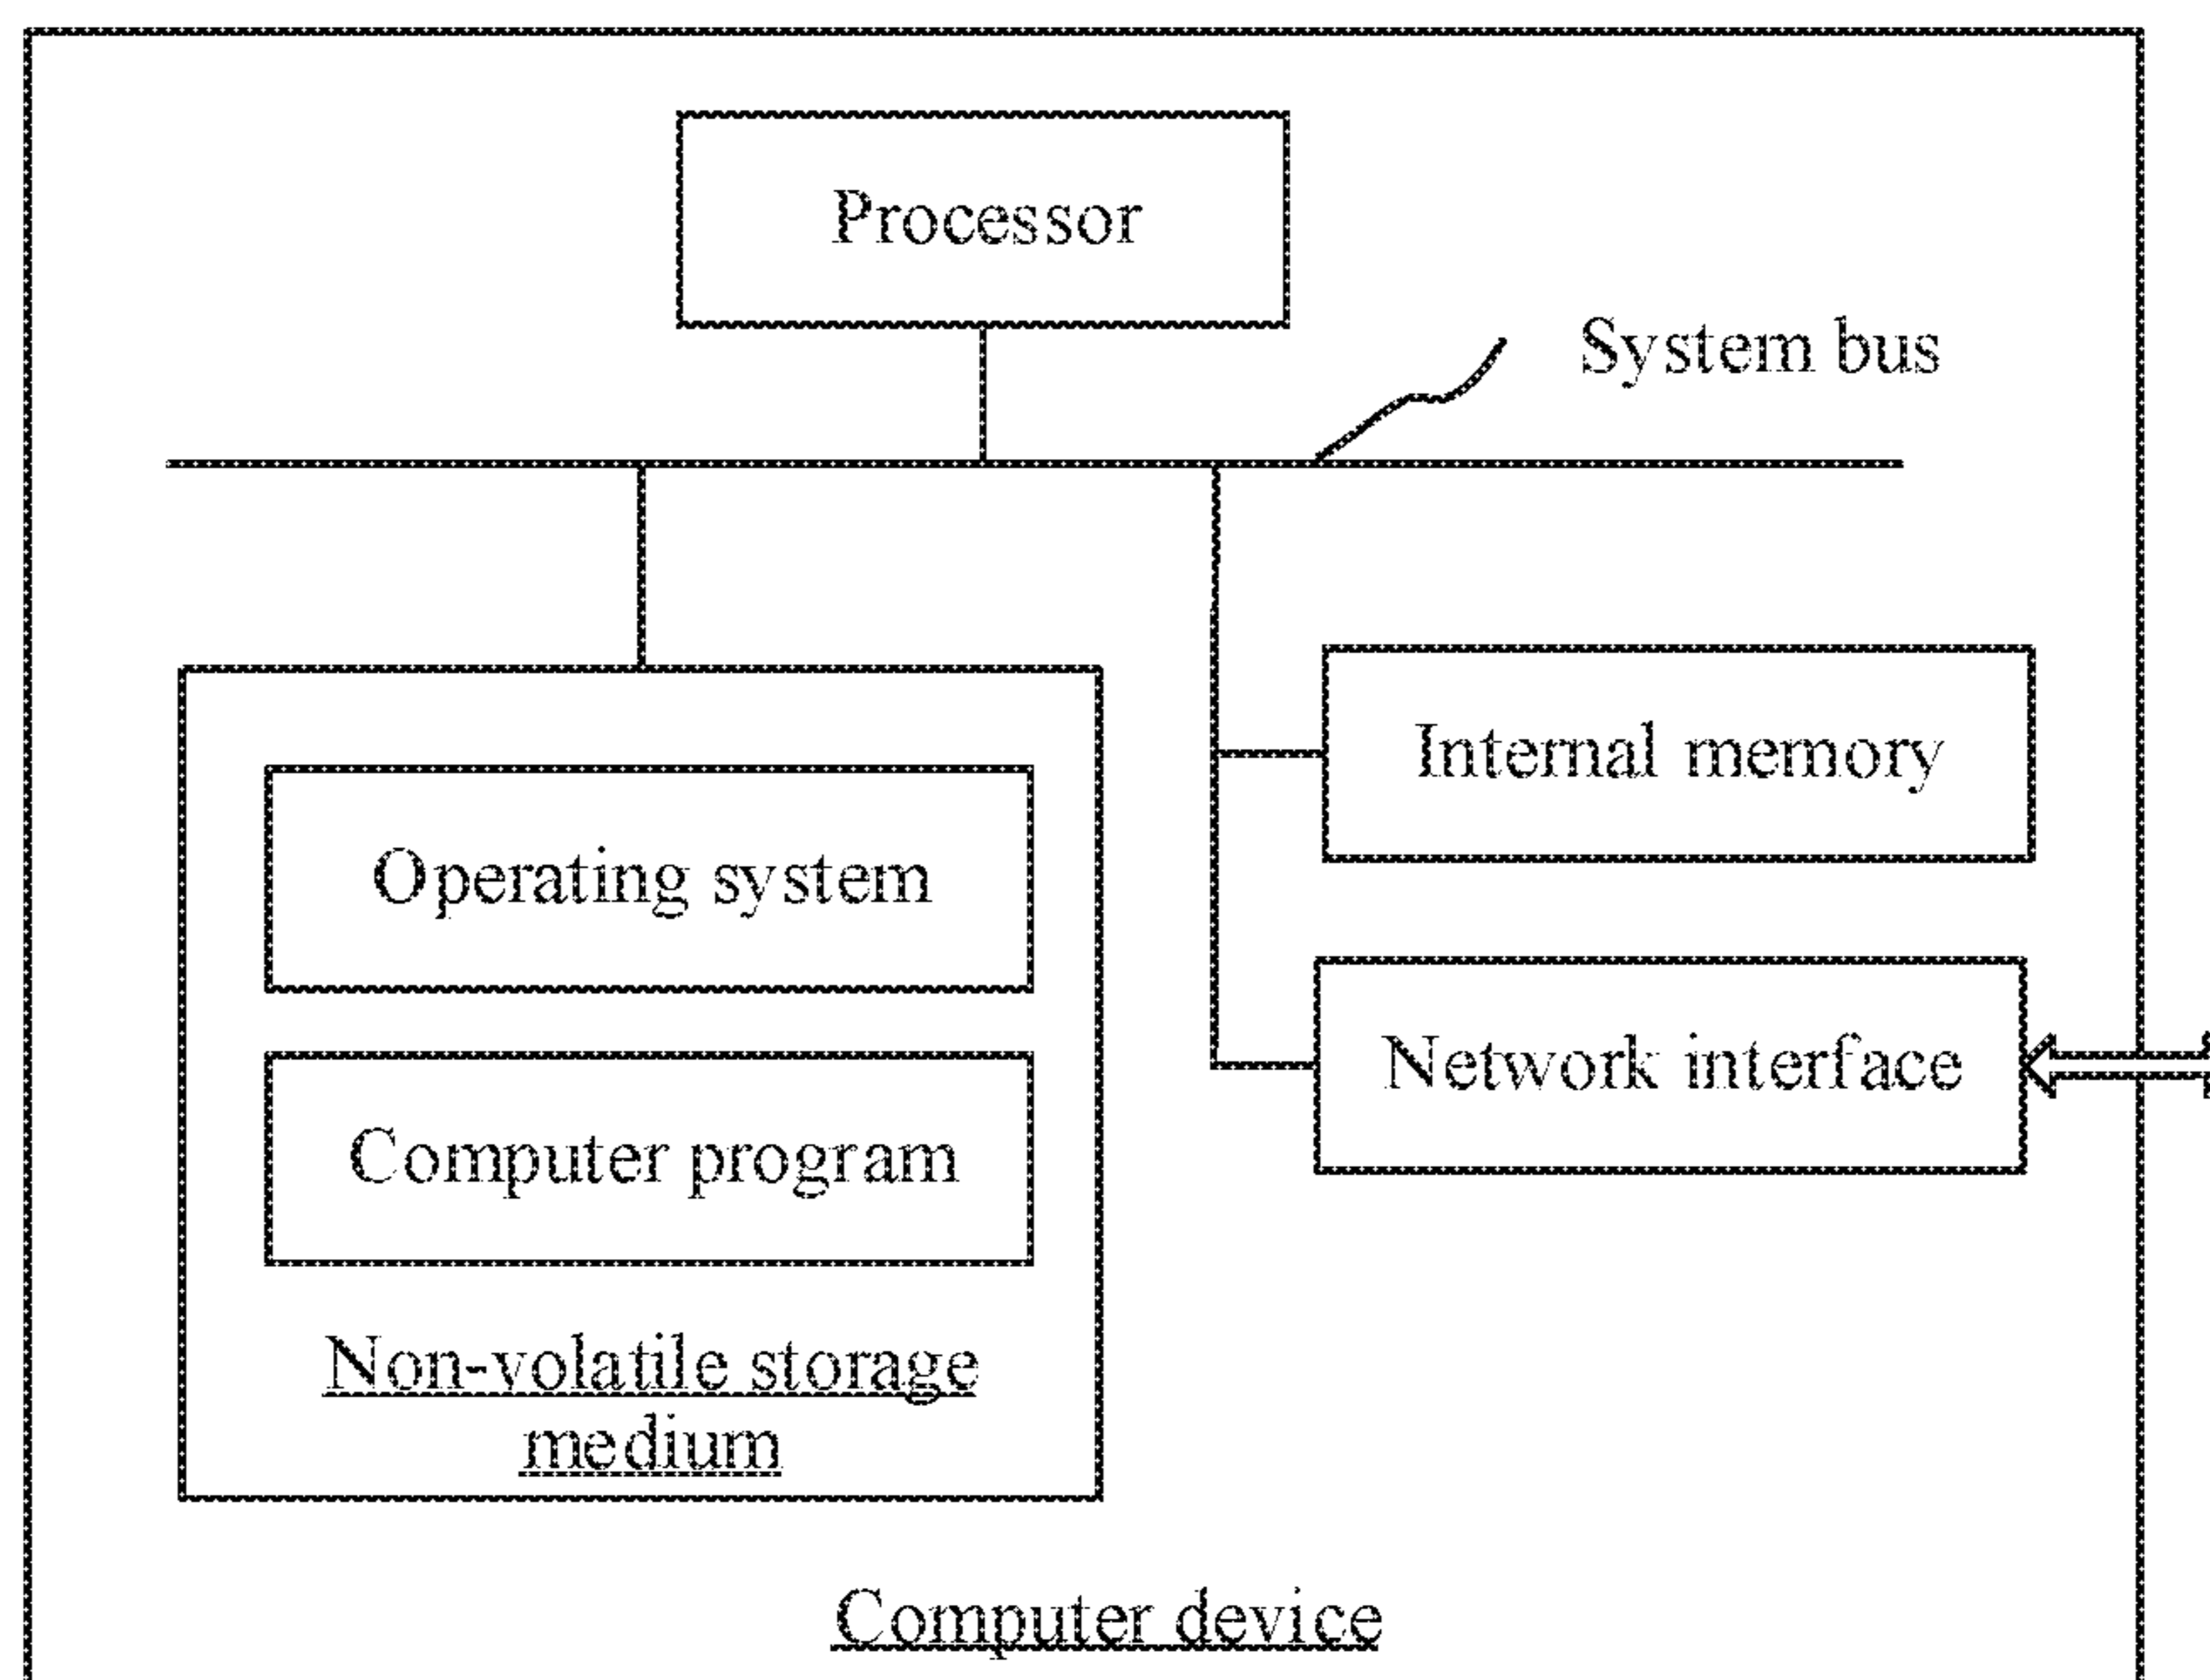 Processor
System bus
Internal memory
Operating system
Network interface
Computer program
Non-volatile storage
medium
Computer device